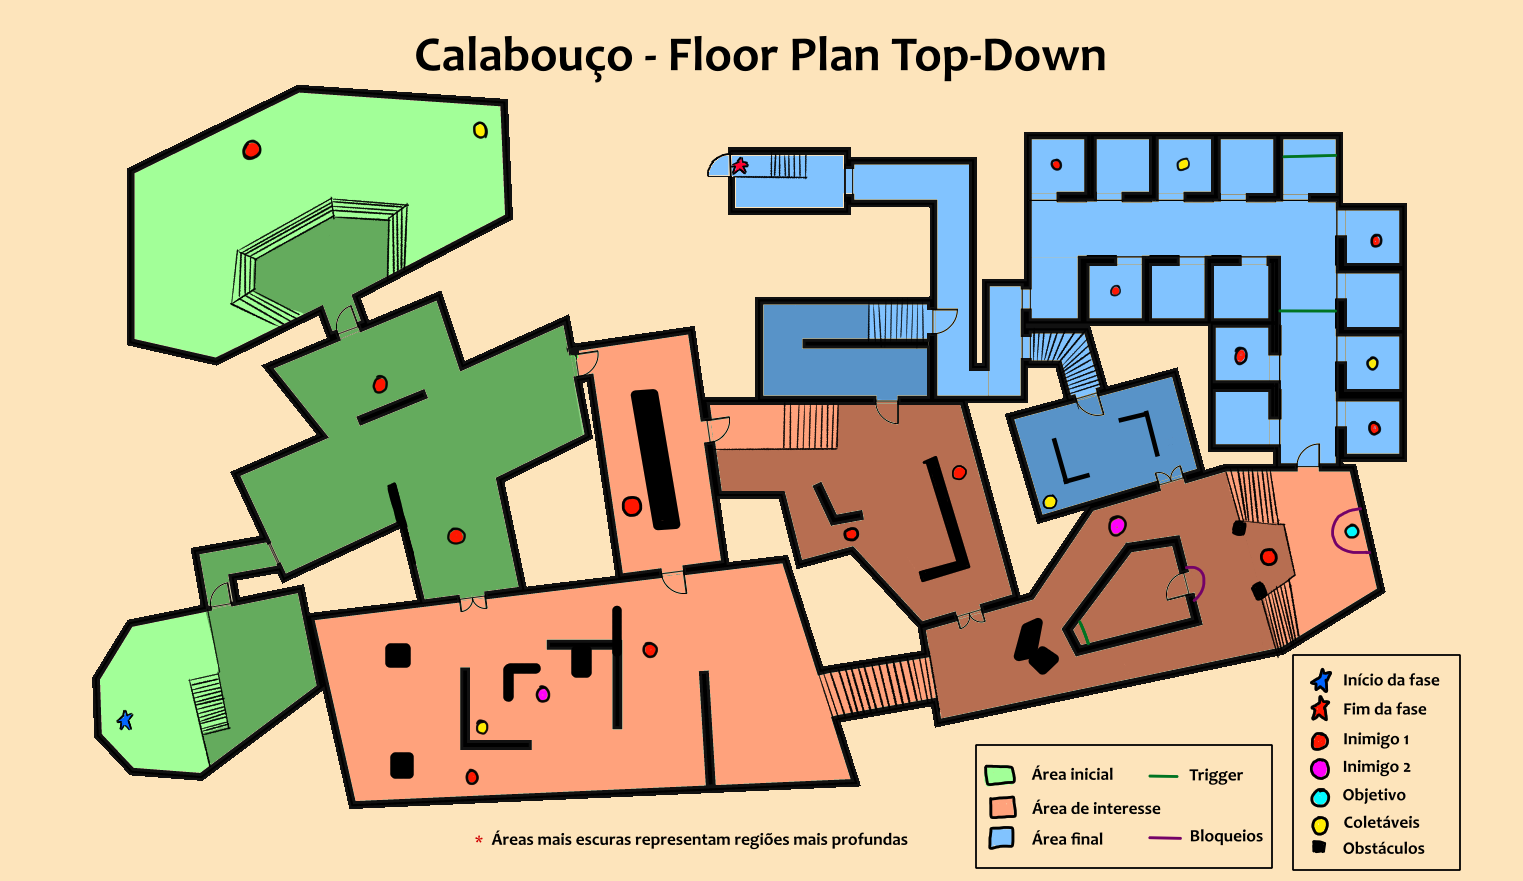 Calabouço - Floor Plan Top-Down
Início da fase
Fim da fase
Inimigo 1
Inimigo 2
Objetivo
Coletáveis
Obstáculos
Área inicial
Trigger
Área de interesse
Área final
Bloqueios
* Áreas mais escuras representam regiões mais profundas